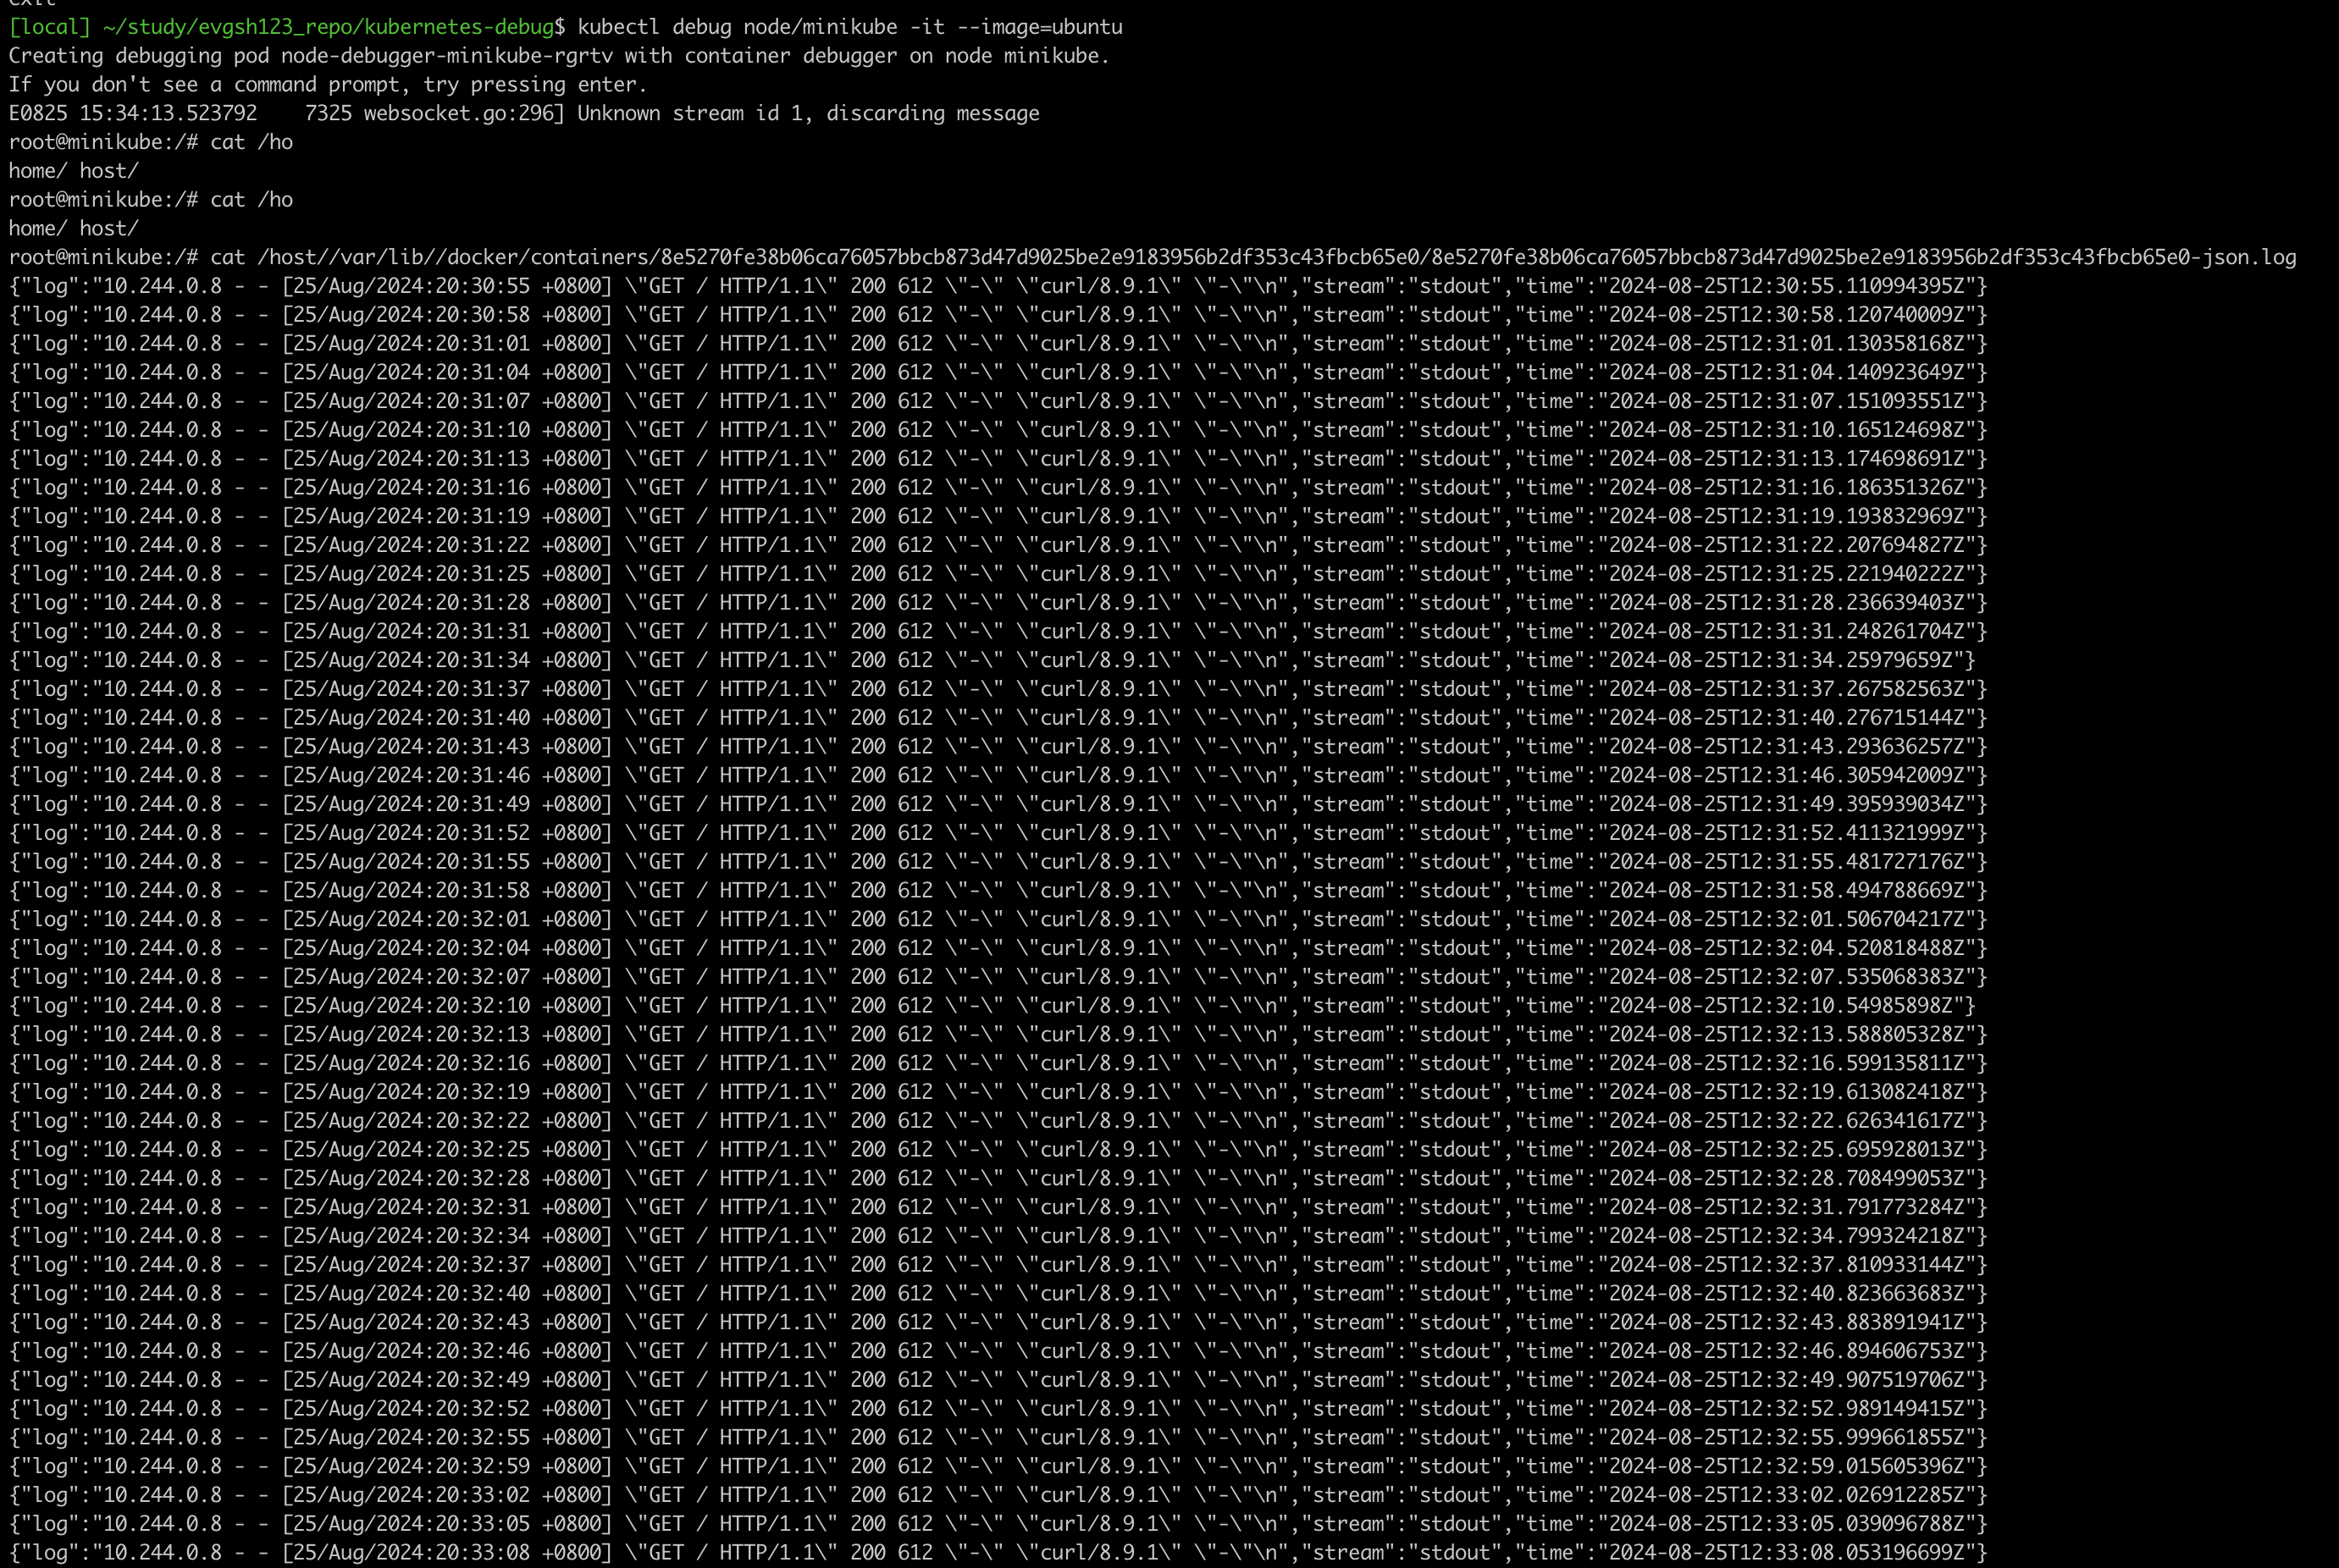 exit
[local] ~/study/evgsh123_repo/kubernetes-debug$ kubectl debug node/minikube -it --image=ubuntu
Creating debugging pod node-debugger-minikube-rgrtv with container debugger on node minikube.
If you don't see a command prompt, try pressing enter.
E0825 15:34:13.523792    7325 websocket.go:296] Unknown stream id 1, discarding message
root@minikube:/# cat /ho
home/ host/
root@minikube:/# cat /ho
home/ host/
root@minikube:/# cat /host//var/lib//docker/containers/8e5270fe38b06ca76057bbcb873d47d9025be2e9183956b2df353c43fbcb65e0/8e5270fe38b06ca76057bbcb873d47d9025be2e9183956b2df353c43fbcb65e0-json.log
{"log":"10.244.0.8 - - [25/Aug/2024:20:30:55 +0800] \"GET / HTTP/1.1\" 200 612 \"-\" \"curl/8.9.1\" \"-\"\n","stream":"stdout","time":"2024-08-25T12:30:55.110994395Z"}
{"log":"10.244.0.8 - - [25/Aug/2024:20:30:58 +0800] \"GET / HTTP/1.1\" 200 612 \"-\" \"curl/8.9.1\" \"-\"\n","stream":"stdout","time":"2024-08-25T12:30:58.120740009Z"}
{"log":"10.244.0.8 - - [25/Aug/2024:20:31:01 +0800] \"GET / HTTP/1.1\" 200 612 \"-\" \"curl/8.9.1\" \"-\"\n","stream":"stdout","time":"2024-08-25T12:31:01.130358168Z"}
{"log":"10.244.0.8 - - [25/Aug/2024:20:31:04 +0800] \"GET / HTTP/1.1\" 200 612 \"-\" \"curl/8.9.1\" \"-\"\n","stream":"stdout","time":"2024-08-25T12:31:04.140923649Z"}
{"log":"10.244.0.8 - - [25/Aug/2024:20:31:07 +0800] \"GET / HTTP/1.1\" 200 612 \"-\" \"curl/8.9.1\" \"-\"\n","stream":"stdout","time":"2024-08-25T12:31:07.151093551Z"}
{"log":"10.244.0.8 - - [25/Aug/2024:20:31:10 +0800] \"GET / HTTP/1.1\" 200 612 \"-\" \"curl/8.9.1\" \"-\"\n","stream":"stdout","time":"2024-08-25T12:31:10.165124698Z"}
{"log":"10.244.0.8 - - [25/Aug/2024:20:31:13 +0800] \"GET / HTTP/1.1\" 200 612 \"-\" \"curl/8.9.1\" \"-\"\n","stream":"stdout","time":"2024-08-25T12:31:13.174698691Z"}
{"log":"10.244.0.8 - - [25/Aug/2024:20:31:16 +0800] \"GET / HTTP/1.1\" 200 612 \"-\" \"curl/8.9.1\" \"-\"\n","stream":"stdout","time":"2024-08-25T12:31:16.186351326Z"}
{"log":"10.244.0.8 - - [25/Aug/2024:20:31:19 +0800] \"GET / HTTP/1.1\" 200 612 \"-\" \"curl/8.9.1\" \"-\"\n","stream":"stdout","time":"2024-08-25T12:31:19.193832969Z"}
{"log":"10.244.0.8 - - [25/Aug/2024:20:31:22 +0800] \"GET / HTTP/1.1\" 200 612 \"-\" \"curl/8.9.1\" \"-\"\n","stream":"stdout","time":"2024-08-25T12:31:22.207694827Z"}
{"log":"10.244.0.8 - - [25/Aug/2024:20:31:25 +0800] \"GET / HTTP/1.1\" 200 612 \"-\" \"curl/8.9.1\" \"-\"\n","stream":"stdout","time":"2024-08-25T12:31:25.221940222Z"}
{"log":"10.244.0.8 - - [25/Aug/2024:20:31:28 +0800] \"GET / HTTP/1.1\" 200 612 \"-\" \"curl/8.9.1\" \"-\"\n","stream":"stdout","time":"2024-08-25T12:31:28.236639403Z"}
{"log":"10.244.0.8 - - [25/Aug/2024:20:31:31 +0800] \"GET / HTTP/1.1\" 200 612 \"-\" \"curl/8.9.1\" \"-\"\n","stream":"stdout","time":"2024-08-25T12:31:31.248261704Z"}
{"log":"10.244.0.8 - - [25/Aug/2024:20:31:34 +0800] \"GET / HTTP/1.1\" 200 612 \"-\" \"curl/8.9.1\" \"-\"\n","stream":"stdout","time":"2024-08-25T12:31:34.25979659Z"}
{"log":"10.244.0.8 - - [25/Aug/2024:20:31:37 +0800] \"GET / HTTP/1.1\" 200 612 \"-\" \"curl/8.9.1\" \"-\"\n","stream":"stdout","time":"2024-08-25T12:31:37.267582563Z"}
{"log":"10.244.0.8 - - [25/Aug/2024:20:31:40 +0800] \"GET / HTTP/1.1\" 200 612 \"-\" \"curl/8.9.1\" \"-\"\n","stream":"stdout","time":"2024-08-25T12:31:40.276715144Z"}
{"log":"10.244.0.8 - - [25/Aug/2024:20:31:43 +0800] \"GET / HTTP/1.1\" 200 612 \"-\" \"curl/8.9.1\" \"-\"\n","stream":"stdout","time":"2024-08-25T12:31:43.293636257Z"}
{"log":"10.244.0.8 - - [25/Aug/2024:20:31:46 +0800] \"GET / HTTP/1.1\" 200 612 \"-\" \"curl/8.9.1\" \"-\"\n","stream":"stdout","time":"2024-08-25T12:31:46.305942009Z"}
{"log":"10.244.0.8 - - [25/Aug/2024:20:31:49 +0800] \"GET / HTTP/1.1\" 200 612 \"-\" \"curl/8.9.1\" \"-\"\n","stream":"stdout","time":"2024-08-25T12:31:49.395939034Z"}
{"log":"10.244.0.8 - - [25/Aug/2024:20:31:52 +0800] \"GET / HTTP/1.1\" 200 612 \"-\" \"curl/8.9.1\" \"-\"\n","stream":"stdout","time":"2024-08-25T12:31:52.411321999Z"}
{"log":"10.244.0.8 - - [25/Aug/2024:20:31:55 +0800] \"GET / HTTP/1.1\" 200 612 \"-\" \"curl/8.9.1\" \"-\"\n","stream":"stdout","time":"2024-08-25T12:31:55.481727176Z"}
{"log":"10.244.0.8 - - [25/Aug/2024:20:31:58 +0800] \"GET / HTTP/1.1\" 200 612 \"-\" \"curl/8.9.1\" \"-\"\n","stream":"stdout","time":"2024-08-25T12:31:58.494788669Z"}
{"log":"10.244.0.8 - - [25/Aug/2024:20:32:01 +0800] \"GET / HTTP/1.1\" 200 612 \"-\" \"curl/8.9.1\" \"-\"\n","stream":"stdout","time":"2024-08-25T12:32:01.506704217Z"}
{"log":"10.244.0.8 - - [25/Aug/2024:20:32:04 +0800] \"GET / HTTP/1.1\" 200 612 \"-\" \"curl/8.9.1\" \"-\"\n","stream":"stdout","time":"2024-08-25T12:32:04.520818488Z"}
{"log":"10.244.0.8 - - [25/Aug/2024:20:32:07 +0800] \"GET / HTTP/1.1\" 200 612 \"-\" \"curl/8.9.1\" \"-\"\n","stream":"stdout","time":"2024-08-25T12:32:07.535068383Z"}
{"log":"10.244.0.8 - - [25/Aug/2024:20:32:10 +0800] \"GET / HTTP/1.1\" 200 612 \"-\" \"curl/8.9.1\" \"-\"\n","stream":"stdout","time":"2024-08-25T12:32:10.54985898Z"}
{"log":"10.244.0.8 - - [25/Aug/2024:20:32:13 +0800] \"GET / HTTP/1.1\" 200 612 \"-\" \"curl/8.9.1\" \"-\"\n","stream":"stdout","time":"2024-08-25T12:32:13.588805328Z"}
{"log":"10.244.0.8 - - [25/Aug/2024:20:32:16 +0800] \"GET / HTTP/1.1\" 200 612 \"-\" \"curl/8.9.1\" \"-\"\n","stream":"stdout","time":"2024-08-25T12:32:16.599135811Z"}
{"log":"10.244.0.8 - - [25/Aug/2024:20:32:19 +0800] \"GET / HTTP/1.1\" 200 612 \"-\" \"curl/8.9.1\" \"-\"\n","stream":"stdout","time":"2024-08-25T12:32:19.613082418Z"}
{"log":"10.244.0.8 - - [25/Aug/2024:20:32:22 +0800] \"GET / HTTP/1.1\" 200 612 \"-\" \"curl/8.9.1\" \"-\"\n","stream":"stdout","time":"2024-08-25T12:32:22.626341617Z"}
{"log":"10.244.0.8 - - [25/Aug/2024:20:32:25 +0800] \"GET / HTTP/1.1\" 200 612 \"-\" \"curl/8.9.1\" \"-\"\n","stream":"stdout","time":"2024-08-25T12:32:25.695928013Z"}
{"log":"10.244.0.8 - - [25/Aug/2024:20:32:28 +0800] \"GET / HTTP/1.1\" 200 612 \"-\" \"curl/8.9.1\" \"-\"\n","stream":"stdout","time":"2024-08-25T12:32:28.708499053Z"}
{"log":"10.244.0.8 - - [25/Aug/2024:20:32:31 +0800] \"GET / HTTP/1.1\" 200 612 \"-\" \"curl/8.9.1\" \"-\"\n","stream":"stdout","time":"2024-08-25T12:32:31.791773284Z"}
{"log":"10.244.0.8 - - [25/Aug/2024:20:32:34 +0800] \"GET / HTTP/1.1\" 200 612 \"-\" \"curl/8.9.1\" \"-\"\n","stream":"stdout","time":"2024-08-25T12:32:34.799324218Z"}
{"log":"10.244.0.8 - - [25/Aug/2024:20:32:37 +0800] \"GET / HTTP/1.1\" 200 612 \"-\" \"curl/8.9.1\" \"-\"\n","stream":"stdout","time":"2024-08-25T12:32:37.810933144Z"}
{"log":"10.244.0.8 - - [25/Aug/2024:20:32:40 +0800] \"GET / HTTP/1.1\" 200 612 \"-\" \"curl/8.9.1\" \"-\"\n","stream":"stdout","time":"2024-08-25T12:32:40.823663683Z"}
{"log":"10.244.0.8 - - [25/Aug/2024:20:32:43 +0800] \"GET / HTTP/1.1\" 200 612 \"-\" \"curl/8.9.1\" \"-\"\n","stream":"stdout","time":"2024-08-25T12:32:43.883891941Z"}
{"log":"10.244.0.8 - - [25/Aug/2024:20:32:46 +0800] \"GET / HTTP/1.1\" 200 612 \"-\" \"curl/8.9.1\" \"-\"\n","stream":"stdout","time":"2024-08-25T12:32:46.894606753Z"}
{"log":"10.244.0.8 - - [25/Aug/2024:20:32:49 +0800] \"GET / HTTP/1.1\" 200 612 \"-\" \"curl/8.9.1\" \"-\"\n","stream":"stdout","time":"2024-08-25T12:32:49.907519706Z"}
{"log":"10.244.0.8 - - [25/Aug/2024:20:32:52 +0800] \"GET / HTTP/1.1\" 200 612 \"-\" \"curl/8.9.1\" \"-\"\n","stream":"stdout","time":"2024-08-25T12:32:52.989149415Z"}
{"log":"10.244.0.8 - - [25/Aug/2024:20:32:55 +0800] \"GET / HTTP/1.1\" 200 612 \"-\" \"curl/8.9.1\" \"-\"\n","stream":"stdout","time":"2024-08-25T12:32:55.999661855Z"}
{"log":"10.244.0.8 - - [25/Aug/2024:20:32:59 +0800] \"GET / HTTP/1.1\" 200 612 \"-\" \"curl/8.9.1\" \"-\"\n","stream":"stdout","time":"2024-08-25T12:32:59.015605396Z"}
{"log":"10.244.0.8 - - [25/Aug/2024:20:33:02 +0800] \"GET / HTTP/1.1\" 200 612 \"-\" \"curl/8.9.1\" \"-\"\n","stream":"stdout","time":"2024-08-25T12:33:02.026912285Z"}
{"log":"10.244.0.8 - - [25/Aug/2024:20:33:05 +0800] \"GET / HTTP/1.1\" 200 612 \"-\" \"curl/8.9.1\" \"-\"\n","stream":"stdout","time":"2024-08-25T12:33:05.039096788Z"}
{"log":"10.244.0.8 - - [25/Aug/2024:20:33:08 +0800] \"GET / HTTP/1.1\" 200 612 \"-\" \"curl/8.9.1\" \"-\"\n","stream":"stdout","time":"2024-08-25T12:33:08.053196699Z"}